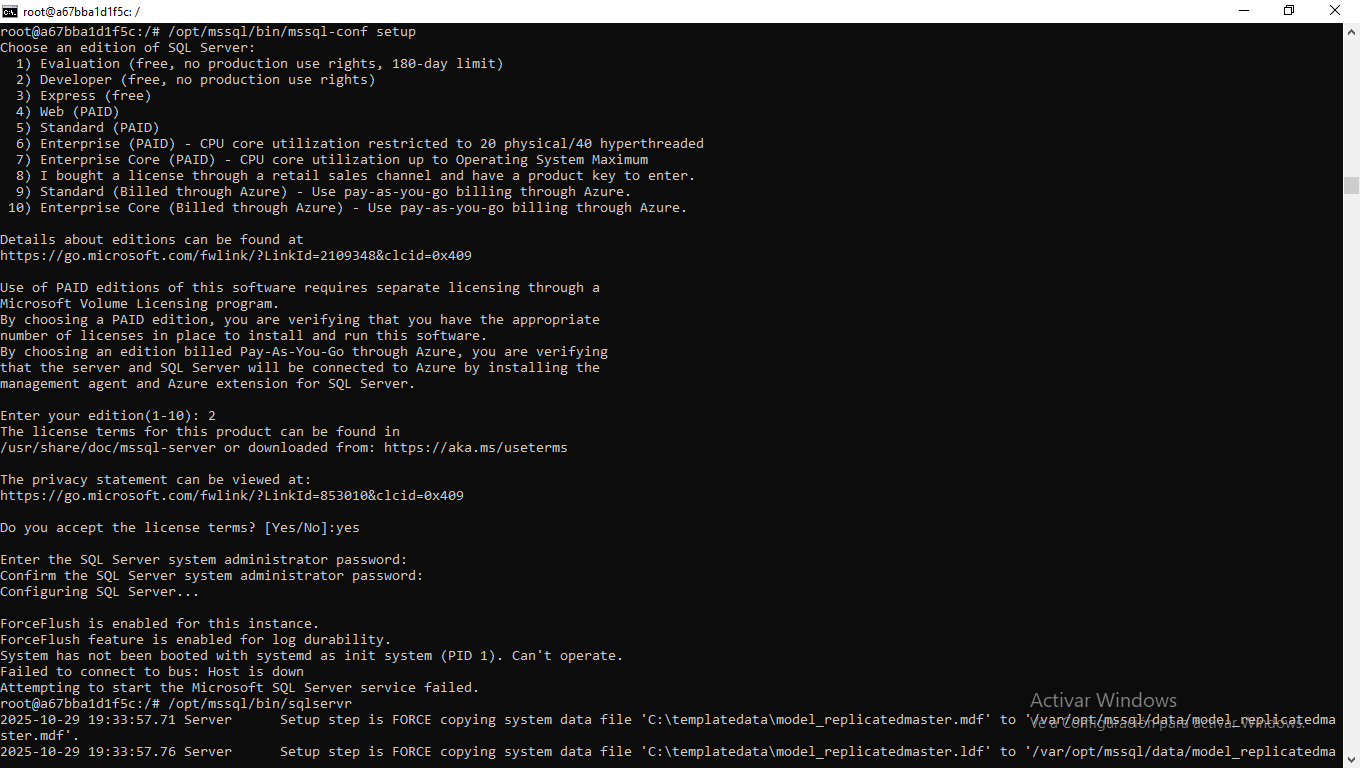 root@a67bba1d1f5c: /
root@a67bba1d1f5c:/# /opt/mssql/bin/mssql-conf setup
Choose an edition of SQL Server:
  1) Evaluation (free, no production use rights, 180-day limit)
  2) Developer (free, no production use rights)
  3) Express (free)
  4) Web (PAID)
  5) Standard (PAID)
  6) Enterprise (PAID) - CPU core utilization restricted to 20 physical/40 hyperthreaded
  7) Enterprise Core (PAID) - CPU core utilization up to Operating System Maximum
  8) I bought a license through a retail sales channel and have a product key to enter.
  9) Standard (Billed through Azure) - Use pay-as-you-go billing through Azure.
 10) Enterprise Core (Billed through Azure) - Use pay-as-you-go billing through Azure.
Details about editions can be found at
https://go.microsoft.com/fwlink/?LinkId=2109348&clcid=0x409
Use of PAID editions of this software requires separate licensing through a
Microsoft Volume Licensing program.
By choosing a PAID edition, you are verifying that you have the appropriate
number of licenses in place to install and run this software.
By choosing an edition billed Pay-As-You-Go through Azure, you are verifying
that the server and SQL Server will be connected to Azure by installing the
management agent and Azure extension for SQL Server.
Enter your edition(1-10): 2
The license terms for this product can be found in
/usr/share/doc/mssql-server or downloaded from: https://aka.ms/useterms
The privacy statement can be viewed at:
https://go.microsoft.com/fwlink/?LinkId=853010&clcid=0x409
Do you accept the license terms? [Yes/No]:yes
Enter the SQL Server system administrator password:
Confirm the SQL Server system administrator password:
Configuring SQL Server...
ForceFlush is enabled for this instance.
ForceFlush feature is enabled for log durability.
System has not been booted with systemd as init system (PID 1). Can't operate.
Failed to connect to bus: Host is down
Attempting to start the Microsoft SQL Server service failed.
root@a67bba1d1f5c:/# /opt/mssql/bin/sqlservr
2025-10-29 19:33:57.71 Server      Setup step is FORCE copying system data file 'C:\templatedata\model_replicatedmaster.mdf' to '/var/opt/mssql/data/model_replicatedma
ster.mdf'.
2025-10-29 19:33:57.76 Server      Setup step is FORCE copying system data file 'C:\templatedata\model_replicatedmaster.ldf' to '/var/opt/mssql/data/model_replicatedma
Activar Windows
Ve a Configuración para activar Windows.